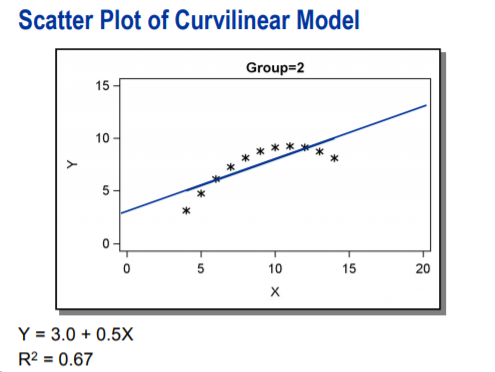 Scatter Plot of Curvilinear Model
Group=2
15
10
5
0
Y
0 5 10 15 20
X
Y = 3.0 + 0.5X
R² = 0.67